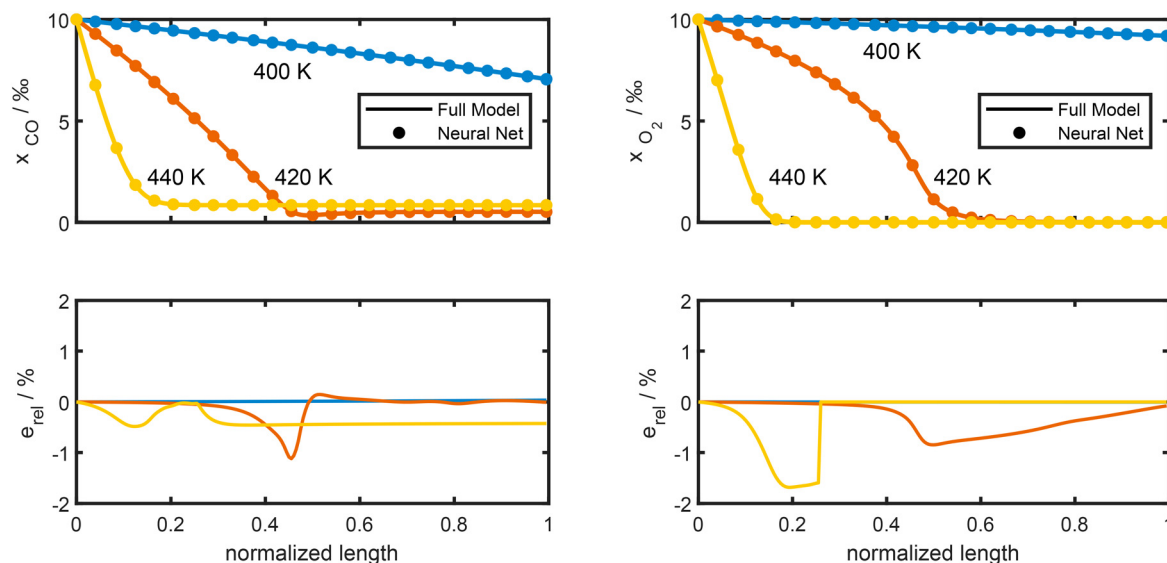 10
5
0
x CO / ‰
400 K
440 K
420 K
Full Model
Neural Net
10
5
0
x O2 / ‰
400 K
440 K
420 K
Full Model
Neural Net
2
1
0
-1
-2
e rel / %
0
0.2
0.4
0.6
0.8
1
normalized length
2
1
0
-1
-2
e rel / %
0
0.2
0.4
0.6
0.8
1
normalized length